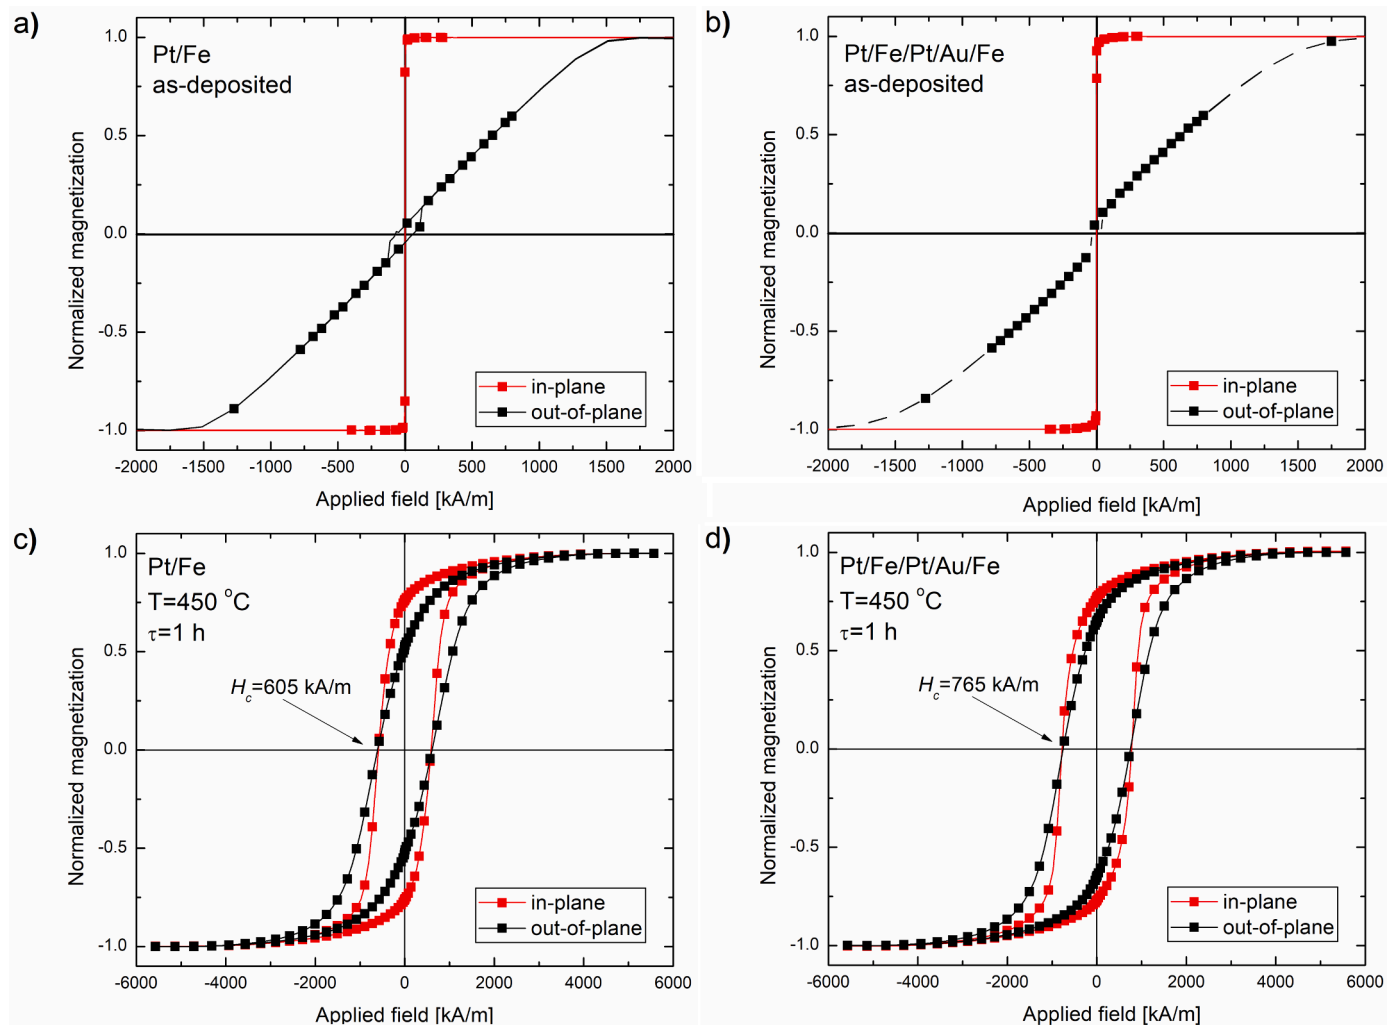 a)
Pt/Fe
as-deposited
Normalized magnetization
1.0
0.5
0.0
-0.5
-1.0
in-plane
out-of-plane
-2000 -1500 -1000 -500 0 500 1000 1500 2000
Applied field [kA/m]
b)
Pt/Fe/Pt/Au/Fe
as-deposited
Normalized magnetization
1.0
0.5
0.0
-0.5
-1.0
in-plane
out-of-plane
-2000 -1500 -1000 -500 0 500 1000 1500 2000
Applied field [kA/m]
c)
Pt/Fe
T=450 °C
τ=1 h
Hc=605 kA/m
Normalized magnetization
1.0
0.5
0.0
-0.5
-1.0
in-plane
out-of-plane
-6000 -4000 -2000 0 2000 4000 6000
Applied field [kA/m]
d)
Pt/Fe/Pt/Au/Fe
T=450 °C
τ=1 h
Hc=765 kA/m
Normalized magnetization
1.0
0.5
0.0
-0.5
-1.0
in-plane
out-of-plane
-6000 -4000 -2000 0 2000 4000 6000
Applied field [kA/m]